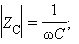 |Z_C| = 1/(ωC);